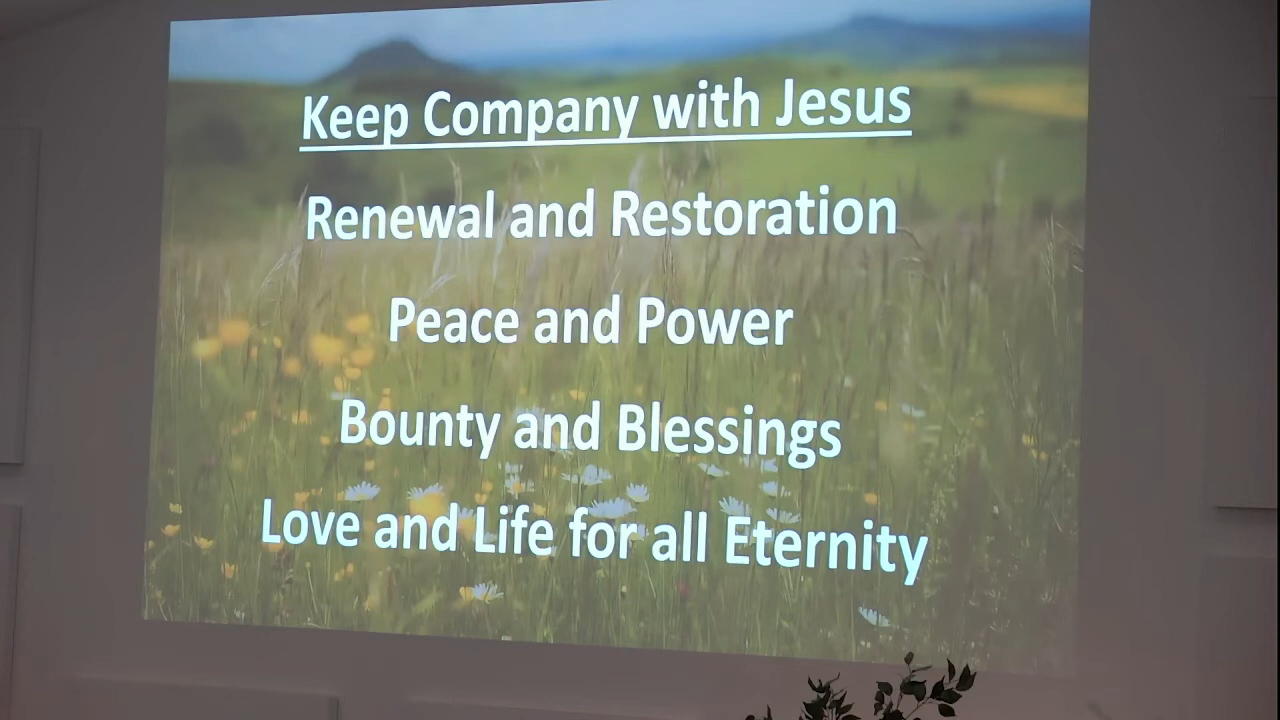 Keep Company with Jesus
Renewal and Restoration
Peace and Power
Bounty and Blessings
Love and Life for all Eternity